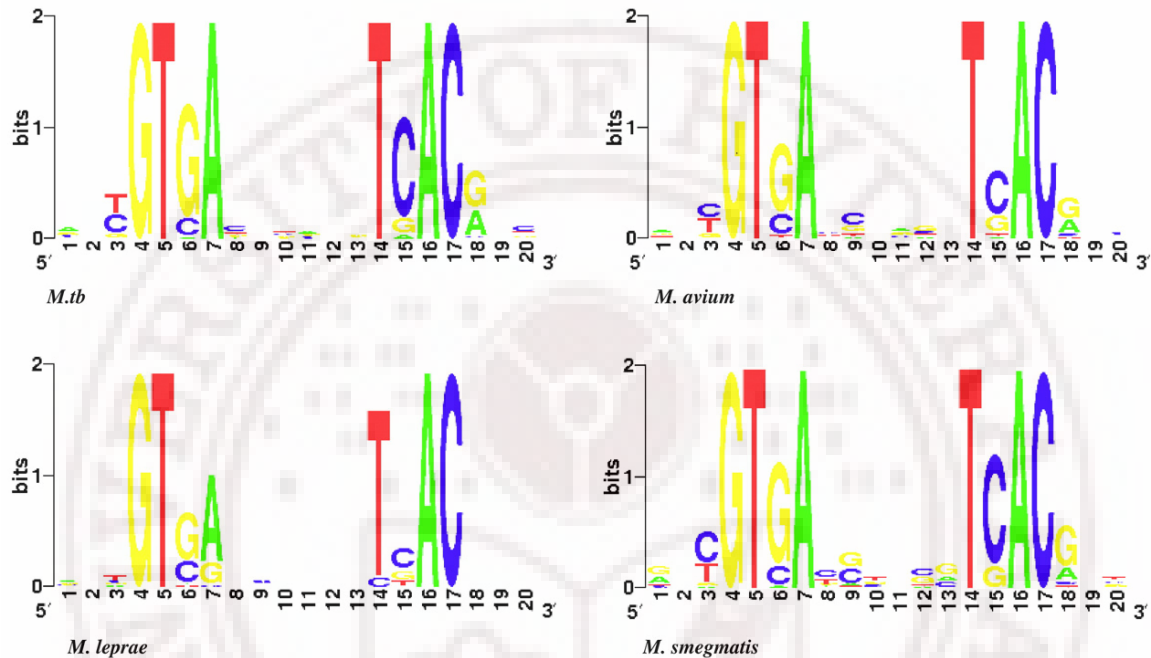 2
bits
1
0
5′ 1 2 3 4 5 6 7 8 9 10 11 12 13 14 15 16 17 18 19 20 3′
T C G T G C A C T C G A C G A C
M.tb
2
bits
1
0
5′ 1 2 3 4 5 6 7 8 9 10 11 12 13 14 15 16 17 18 19 20 3′
C T G T G C A C T C G A C G A
M. avium
2
bits
1
0
5′ 1 2 3 4 5 6 7 8 9 10 11 12 13 14 15 16 17 18 19 20 3′
G T G C A G T C C A C
M. leprae
2
bits
1
0
5′ 1 2 3 4 5 6 7 8 9 10 11 12 13 14 15 16 17 18 19 20 3′
G A C T G T G C A C G C T C G A C G A
M. smegmatis